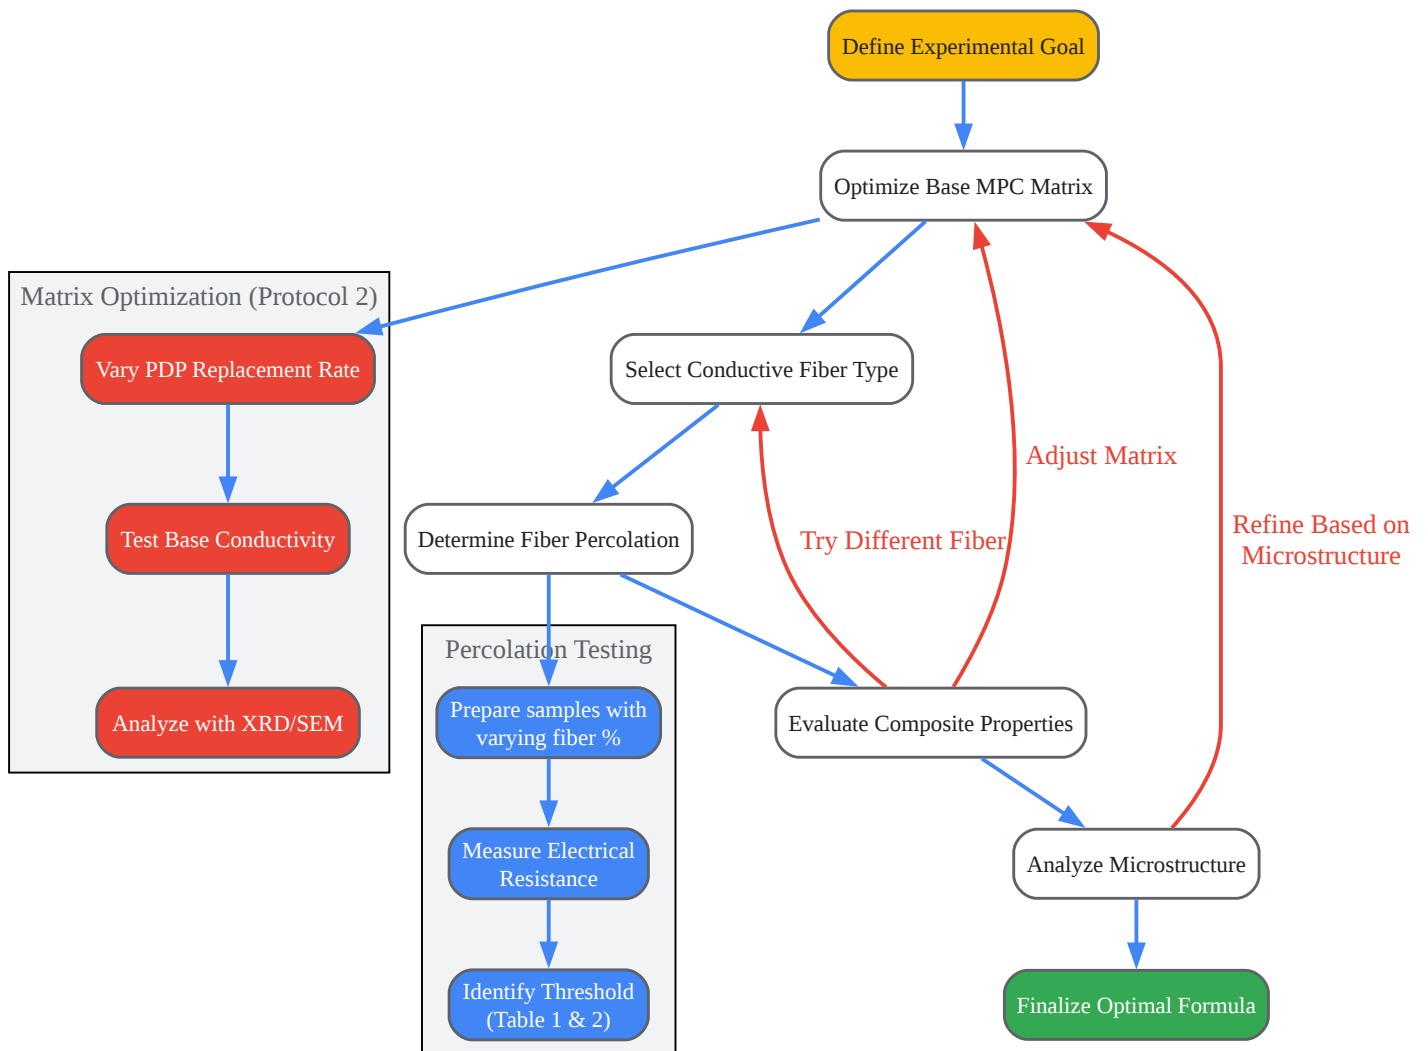 Define Experimental Goal
Optimize Base MPC Matrix
Matrix Optimization (Protocol 2)
Vary PDP Replacement Rate
Select Conductive Fiber Type
Adjust Matrix
Test Base Conductivity
Determine Fiber Percolation
Try Different Fiber
Refine Based on
Microstructure
Percolation Testing
Analyze with XRD/SEM
Prepare samples with
varying fiber %
Evaluate Composite Properties
Measure Electrical
Resistance
Analyze Microstructure
Identify Threshold
(Table 1 & 2)
Finalize Optimal Formula